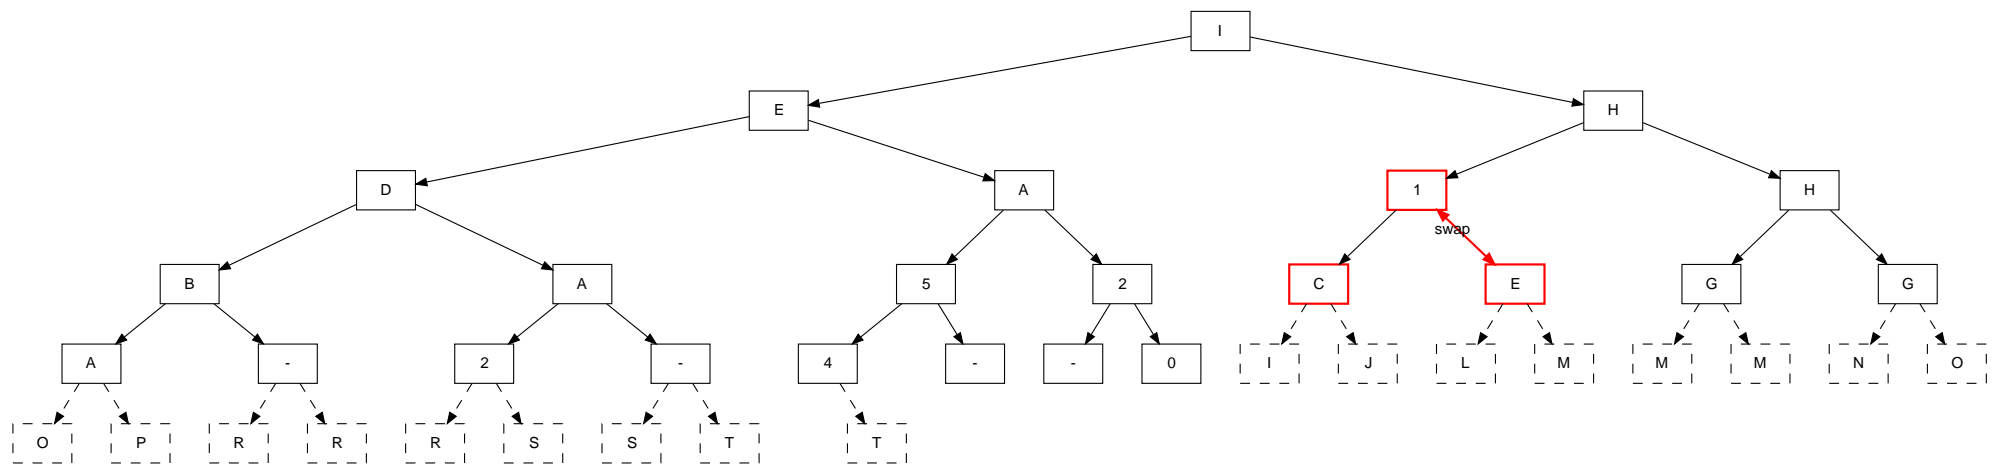 I
E H
D A 1 H
swap
B A 5 2 C E G G
A - 2 - 4 - - 0 I J L M M M N O
O P R R R S S T T